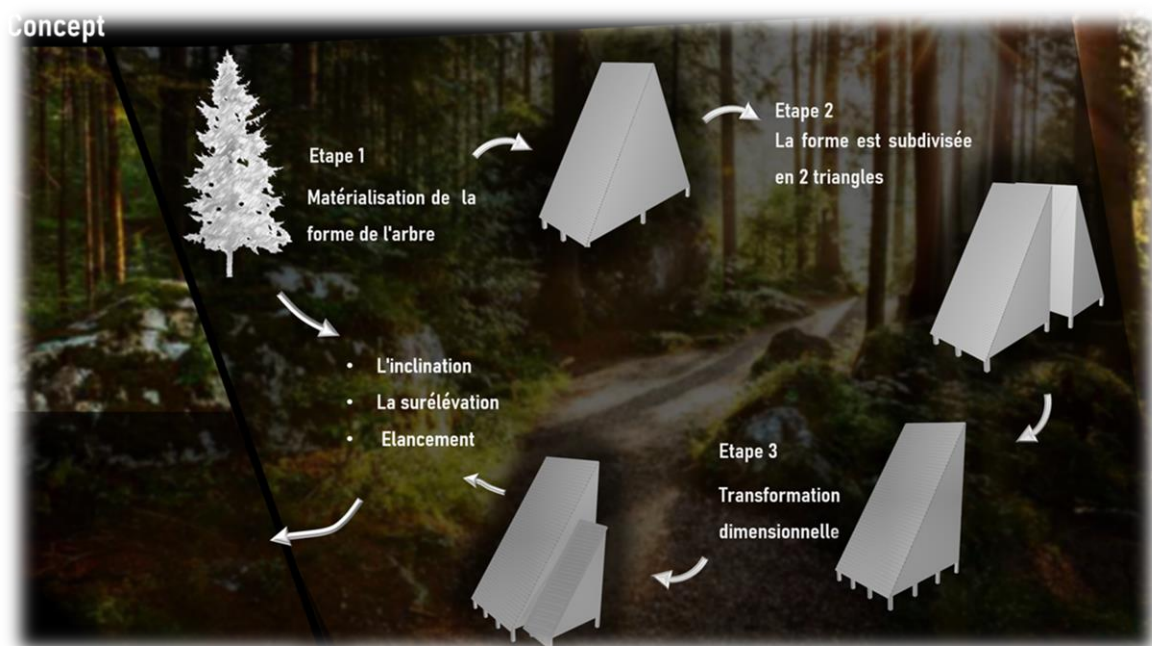 Concept
Etape 1
Matérialisation de la
forme de l'arbre
Etape 2
La forme est subdivisée
en 2 triangles
• L'inclination
• La surélévation
• Elancement
Etape 3
Transformation
dimensionnelle